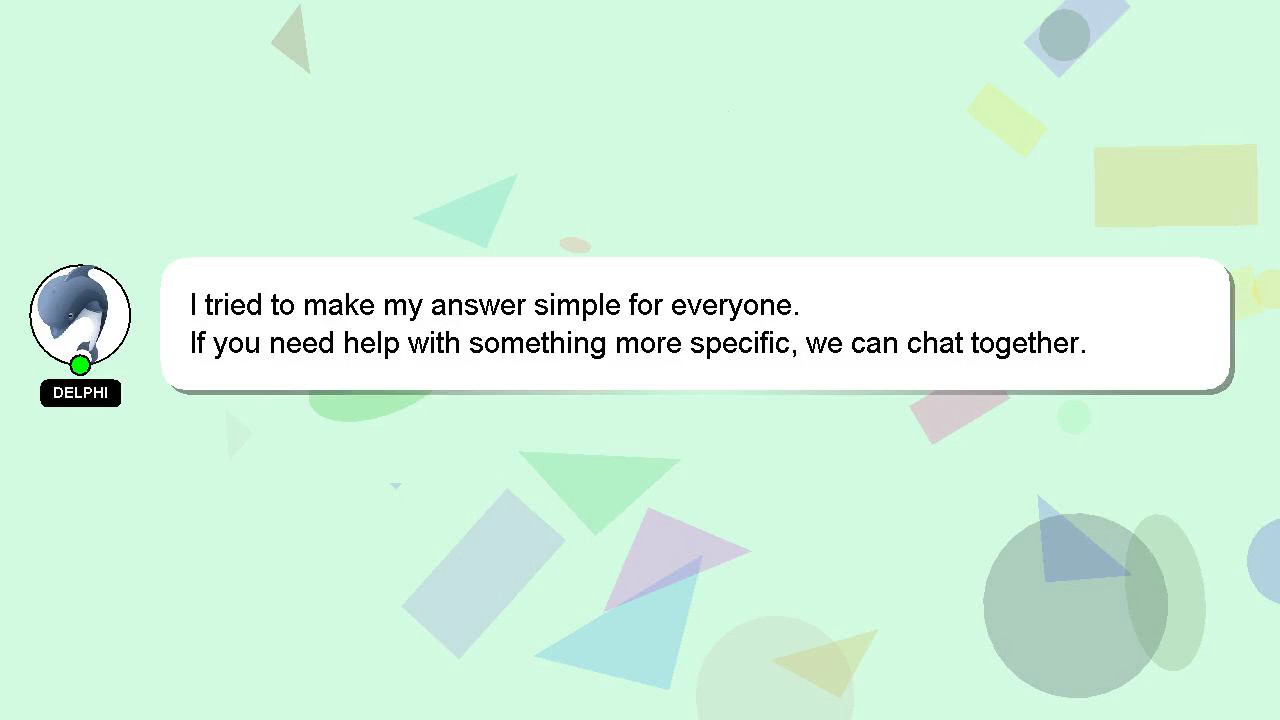 I tried to make my answer simple for everyone.
If you need help with something more specific, we can chat together.
DELPHI